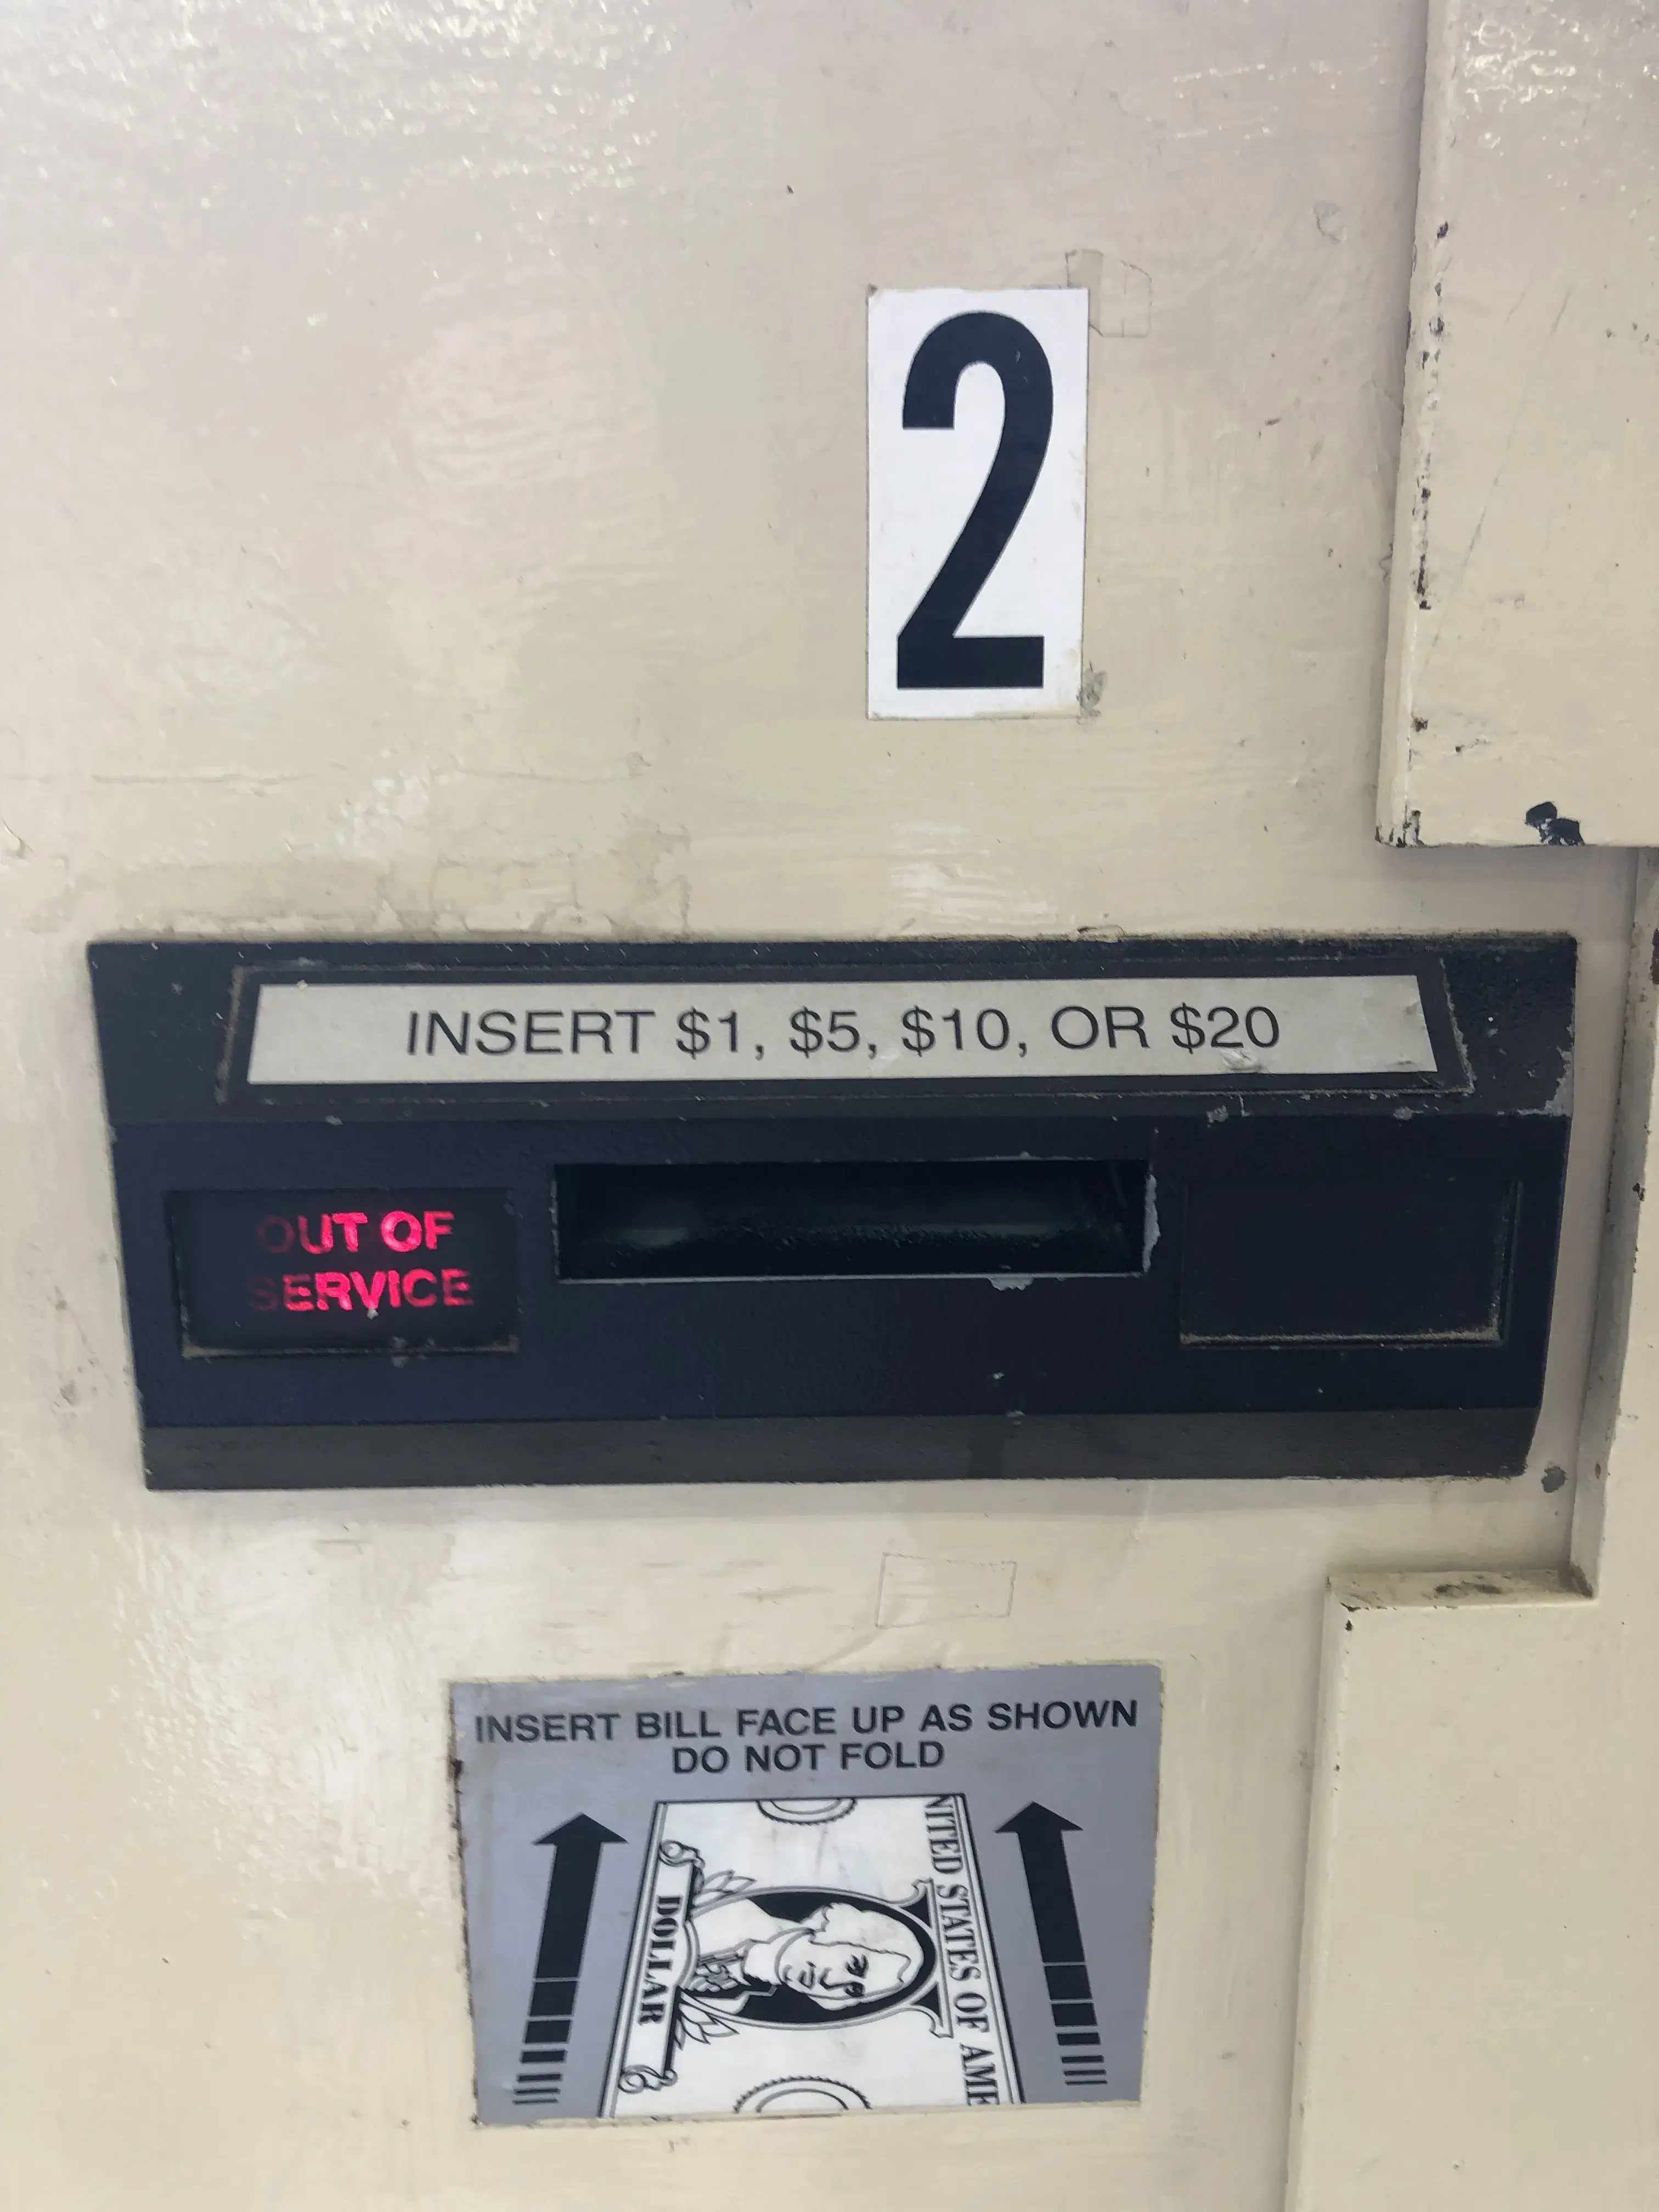 2
INSERT $1, $5, $10, OR $20
OUT OF
SERVICE
INSERT BILL FACE UP AS SHOWN
DO NOT FOLD
DOLLAR
NITED STATES OF AME